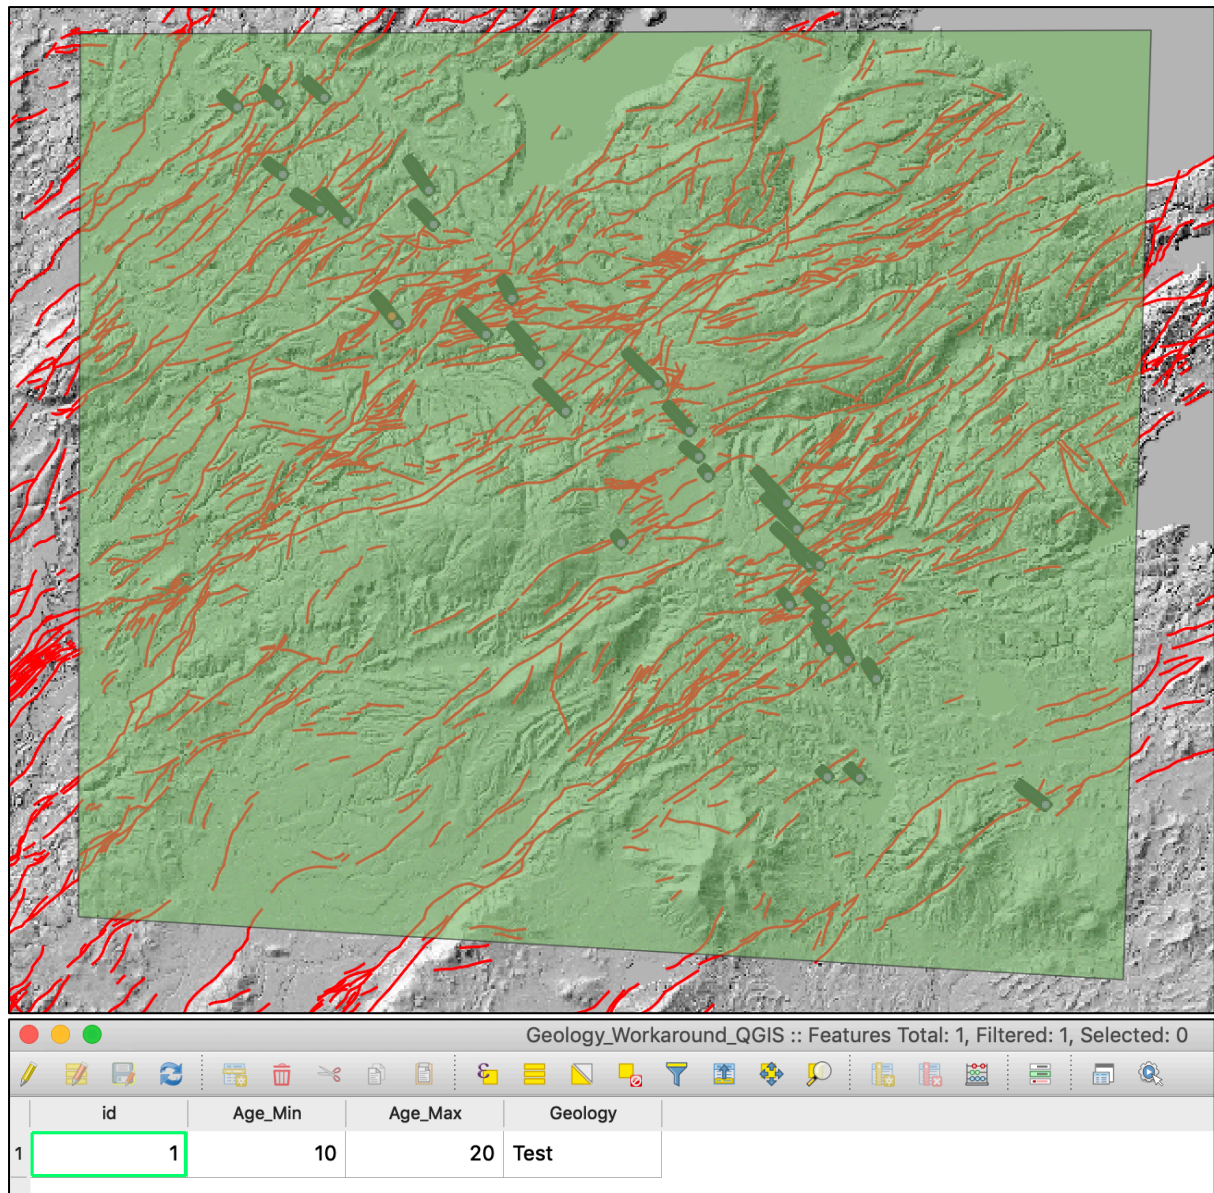 Geology_Workaround_QGIS :: Features Total: 1, Filtered: 1, Selected: 0
id Age_Min Age_Max Geology
1 1 10 20 Test